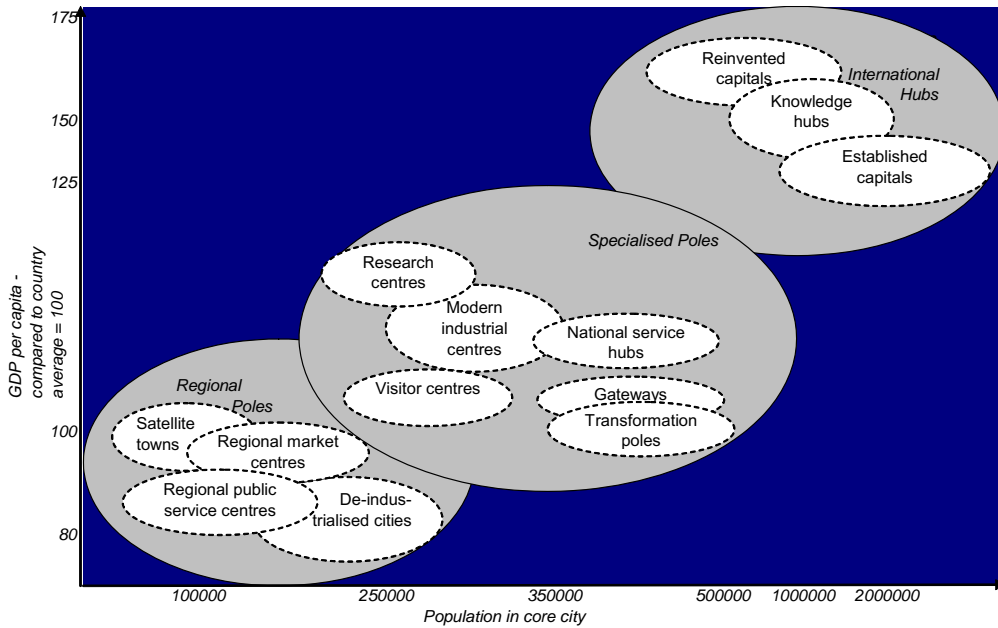 175
150
125
100
80
GDP per capita -
compared to country
average = 100
Reinvented
capitals
International
Hubs
Knowledge
hubs
Established
capitals
Specialised Poles
Research
centres
Modern
industrial
centres
National service
hubs
Visitor centres
Gateways
Transformation
poles
Regional
Poles
Satellite
towns
Regional market
centres
Regional public
service centres
De-indus-
trialised cities
100000 250000 350000 500000 1000000 2000000
Population in core city